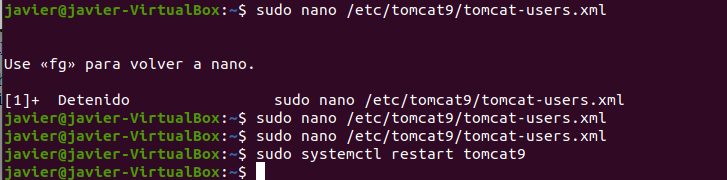 javier@javier-VirtualBox:~$ sudo nano /etc/tomcat9/tomcat-users.xml
Use «fg» para volver a nano.
[1]+  Detenido                sudo nano /etc/tomcat9/tomcat-users.xml
javier@javier-VirtualBox:~$ sudo nano /etc/tomcat9/tomcat-users.xml
javier@javier-VirtualBox:~$ sudo nano /etc/tomcat9/tomcat-users.xml
javier@javier-VirtualBox:~$ sudo systemctl restart tomcat9
javier@javier-VirtualBox:~$